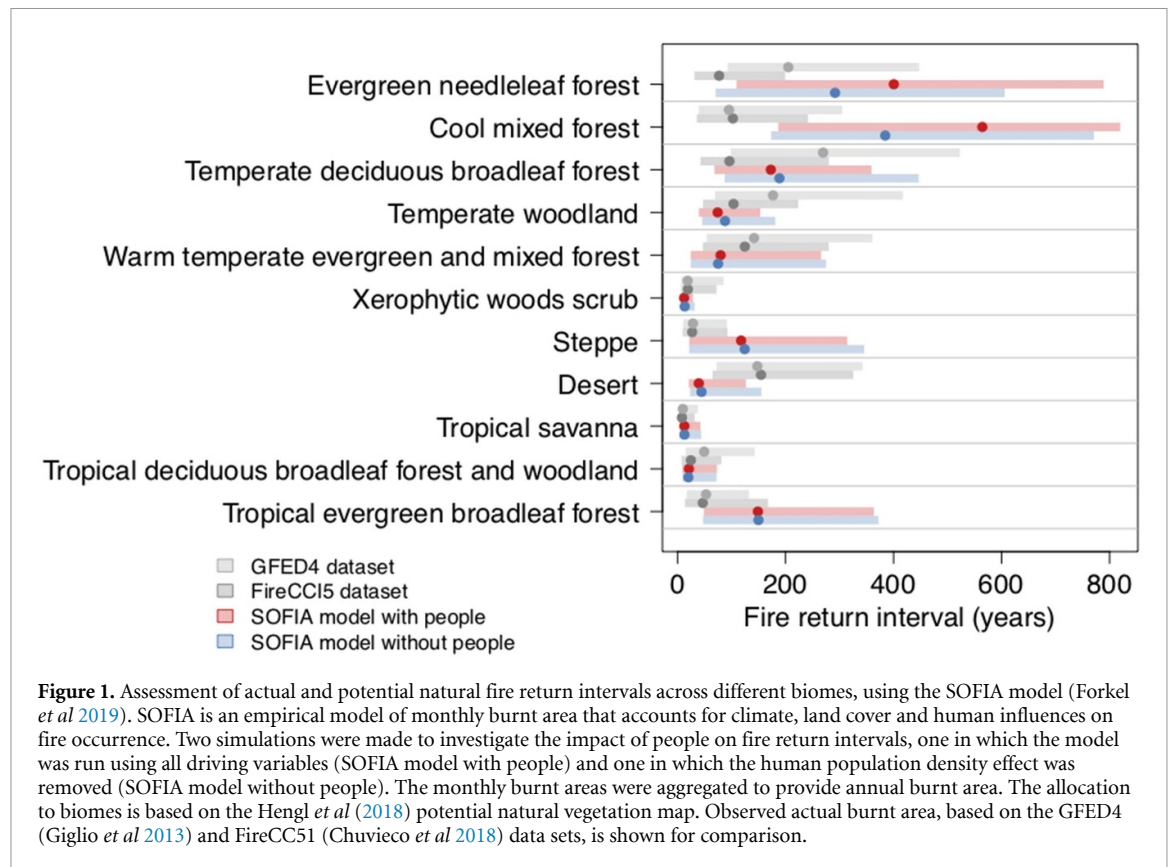 Evergreen needleleaf forest
Cool mixed forest
Temperate deciduous broadleaf forest
Temperate woodland
Warm temperate evergreen and mixed forest
Xerophytic woods scrub
Steppe
Desert
Tropical savanna
Tropical deciduous broadleaf forest and woodland
Tropical evergreen broadleaf forest
GFED4 dataset
FireCCI5 dataset
SOFIA model with people
SOFIA model without people
0 200 400 600 800
Fire return interval (years)
Figure 1. Assessment of actual and potential natural fire return intervals across different biomes, using the SOFIA model (Forkel
et al 2019). SOFIA is an empirical model of monthly burnt area that accounts for climate, land cover and human influences on
fire occurrence. Two simulations were made to investigate the impact of people on fire return intervals, one in which the model
was run using all driving variables (SOFIA model with people) and one in which the human population density effect was
removed (SOFIA model without people). The monthly burnt areas were aggregated to provide annual burnt area. The allocation
to biomes is based on the Hengl et al (2018) potential natural vegetation map. Observed actual burnt area, based on the GFED4
(Giglio et al 2013) and FireCC51 (Chuvieco et al 2018) data sets, is shown for comparison.